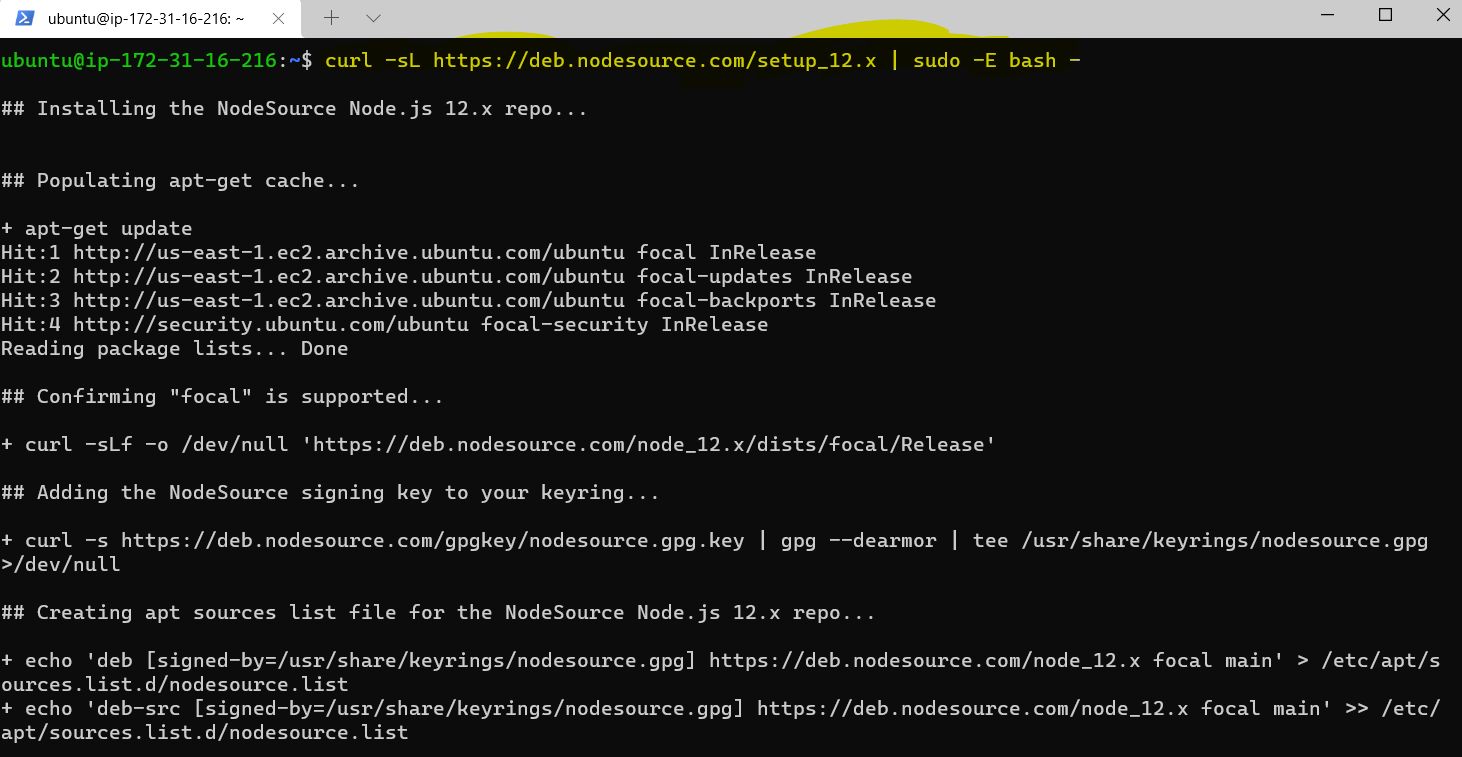 ubuntu@ip-172-31-16-216: ~
ubuntu@ip-172-31-16-216:~$ curl -sL https://deb.nodesource.com/setup_12.x | sudo -E bash -
## Installing the NodeSource Node.js 12.x repo...
## Populating apt-get cache...
+ apt-get update
Hit:1 http://us-east-1.ec2.archive.ubuntu.com/ubuntu focal InRelease
Hit:2 http://us-east-1.ec2.archive.ubuntu.com/ubuntu focal-updates InRelease
Hit:3 http://us-east-1.ec2.archive.ubuntu.com/ubuntu focal-backports InRelease
Hit:4 http://security.ubuntu.com/ubuntu focal-security InRelease
Reading package lists... Done
## Confirming "focal" is supported...
+ curl -sLf -o /dev/null 'https://deb.nodesource.com/node_12.x/dists/focal/Release'
## Adding the NodeSource signing key to your keyring...
+ curl -s https://deb.nodesource.com/gpgkey/nodesource.gpg.key | gpg --dearmor | tee /usr/share/keyrings/nodesource.gpg
>/dev/null
## Creating apt sources list file for the NodeSource Node.js 12.x repo...
+ echo 'deb [signed-by=/usr/share/keyrings/nodesource.gpg] https://deb.nodesource.com/node_12.x focal main' > /etc/apt/s
ources.list.d/nodesource.list
+ echo 'deb-src [signed-by=/usr/share/keyrings/nodesource.gpg] https://deb.nodesource.com/node_12.x focal main' >> /etc/
apt/sources.list.d/nodesource.list